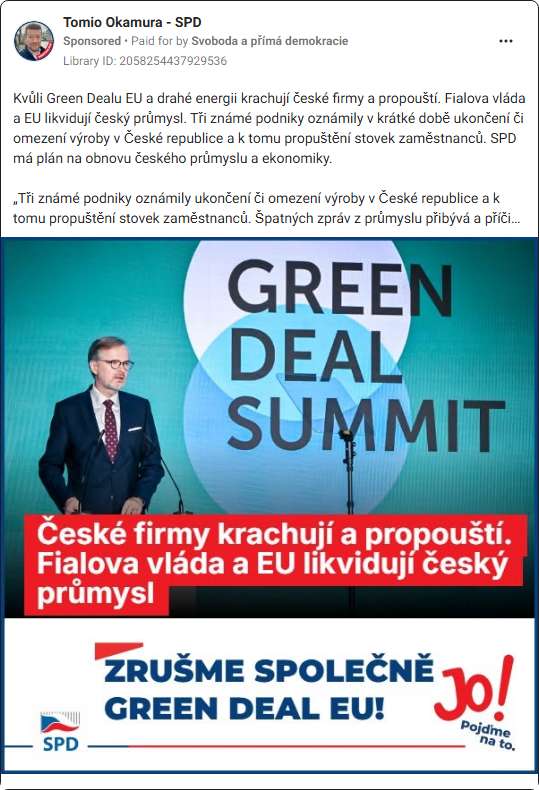 Tomio Okamura - SPD
Sponsored • Paid for by Svoboda a přímá demokracie
Library ID: 2058254437929536
Kvůli Green Dealu EU a drahé energii krachují české firmy a propouští. Fialova vláda
a EU likvidují český průmysl. Tři známé podniky oznámily v krátké době ukončení či
omezení výroby v České republice a k tomu propuštění stovek zaměstnanců. SPD
má plán na obnovu českého průmyslu a ekonomiky.
„Tři známé podniky oznámily ukončení či omezení výroby v České republice a k
tomu propuštění stovek zaměstnanců. Špatných zpráv z průmyslu přibývá a příči...
GREEN
DEAL
SUMMIT
České firmy krachují a propouští.
Fialova vláda a EU likvidují český
průmysl
ZRUŠME SPOLEČNĚ
GREEN DEAL EU!
Jo!
Pojďme
na to.
SPD